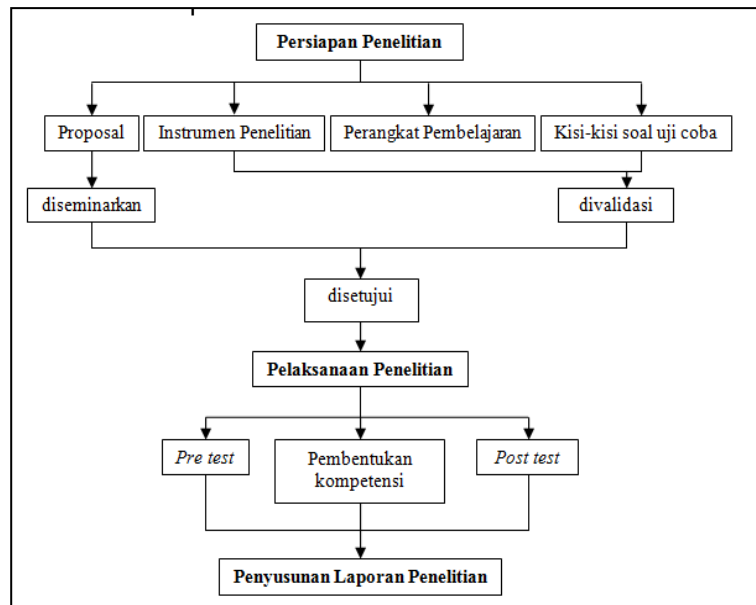 Persiapan Penelitian
Proposal
Instrumen Penelitian
Perangkat Pembelajaran
Kisi-kisi soal uji coba
diseminarkan
divalidasi
disetujui
Pelaksanaan Penelitian
Pre test
Pembentukan
kompetensi
Post test
Penyusunan Laporan Penelitian